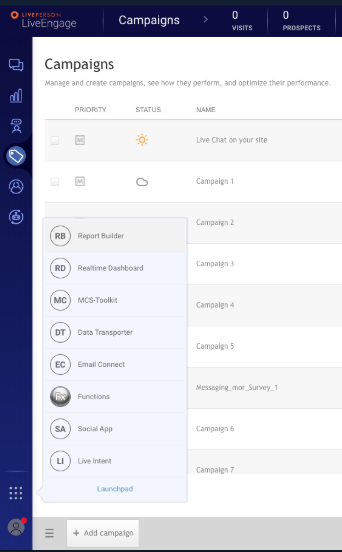 LIVEPERSON
LiveEngage
Campaigns
0
VISITS
0
PROSPECTS
Campaigns
Manage and create campaigns, see how they perform, and optimize their performance.
PRIORITY STATUS NAME
Live Chat on your site
Campaign 1
Campaign 2
Campaign 3
Campaign 4
Campaign 5
Messaging_mor_Survey_1
Campaign 6
Campaign 7
RB Report Builder
RD Realtime Dashboard
MC MCS-Toolkit
DT Data Transporter
EC Email Connect
Fx Functions
SA Social App
LI Live Intent
Launchpad
+ Add campaign